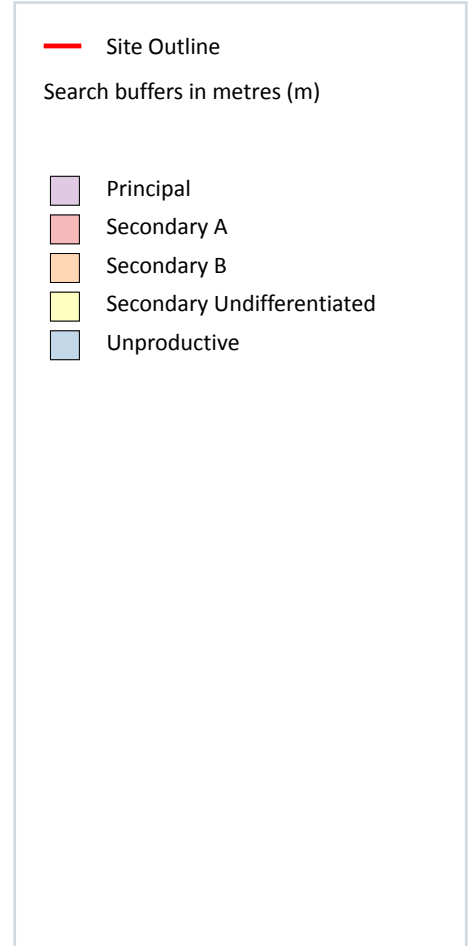 Site Outline
Search buffers in metres (m)
Principal
Secondary A
Secondary B
Secondary Undifferentiated
Unproductive